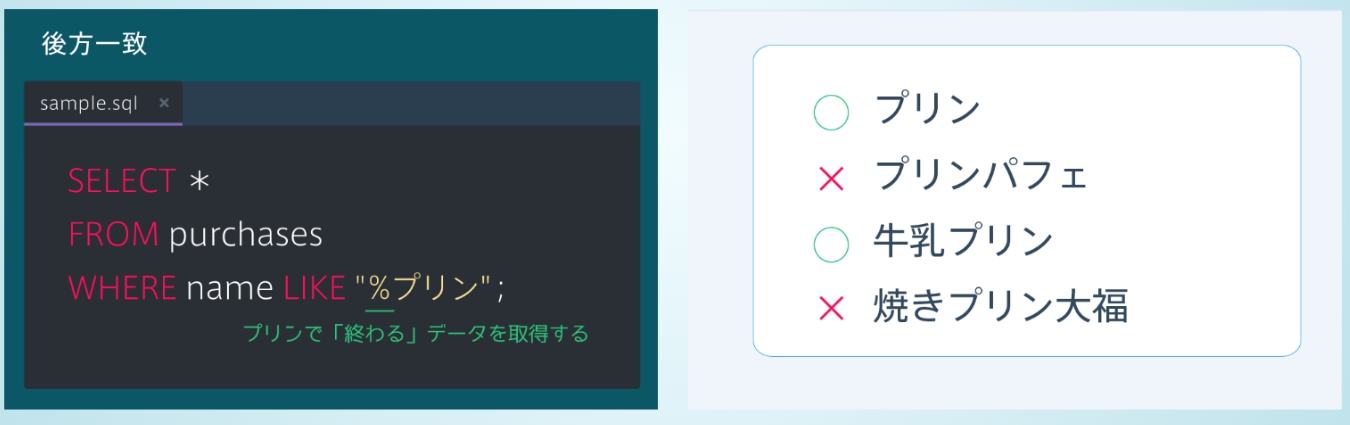 後方一致
sample.sql ×
SELECT *
FROM purchases
WHERE name LIKE "%プリン";
プリンで「終わる」データを取得する
○ プリン
× プリンパフェ
○ 牛乳プリン
× 焼きプリン大福